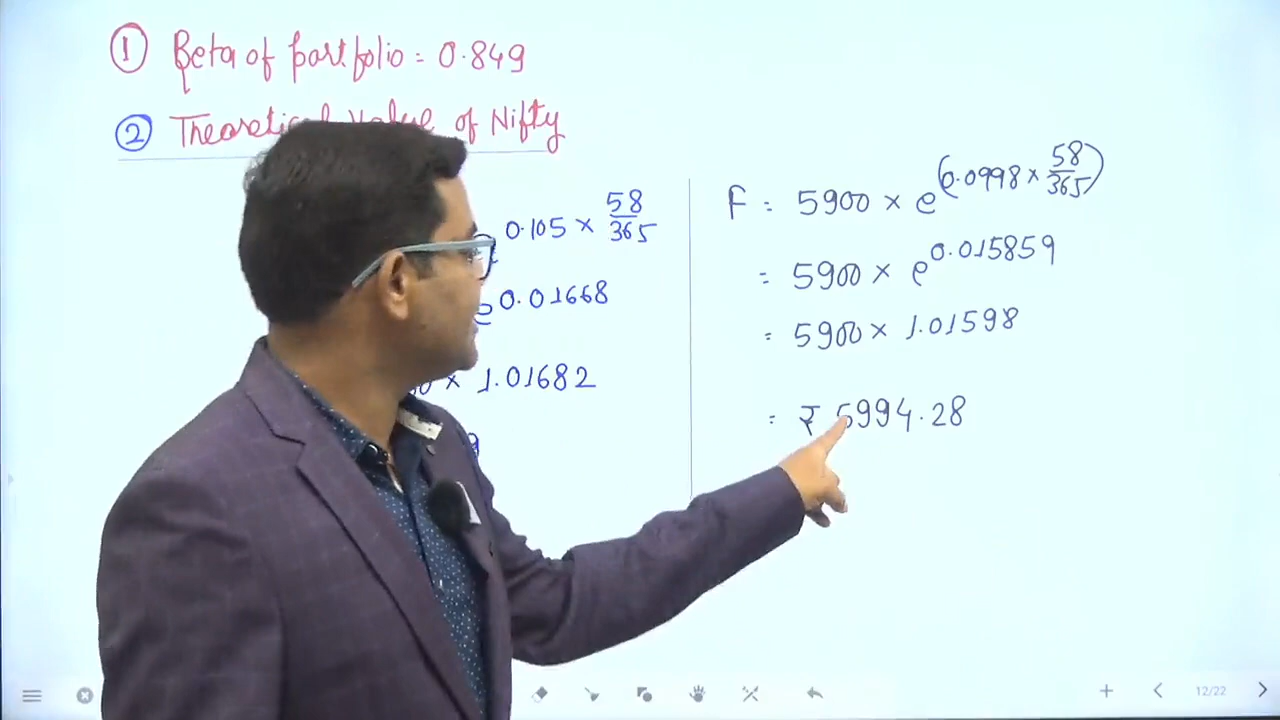 ① Beta of portfolio = 0.849
② Theoretical Value of Nifty
0.105 × 58/365
e^0.01668
× 1.01682
9
F = 5900 × e^(0.0998 × 58/365)
= 5900 × e^0.015859
= 5900 × 1.01598
= ₹ 5994.28
12/22